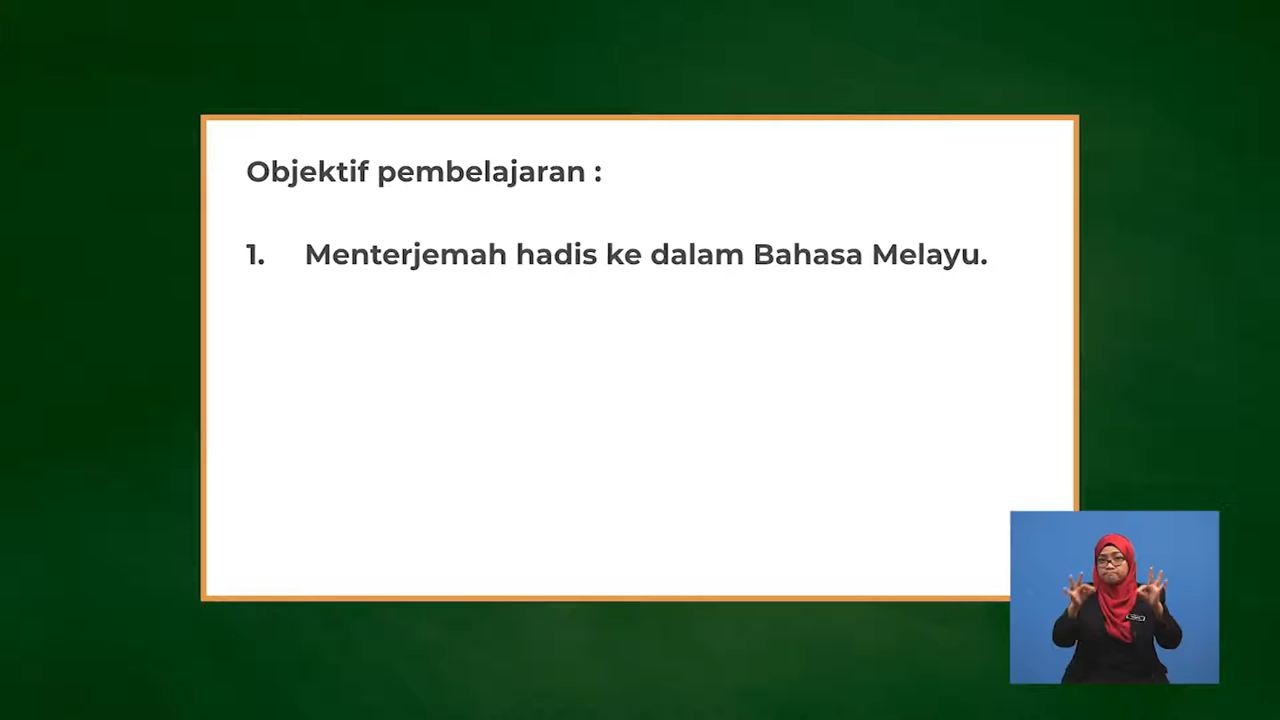 Objektif pembelajaran :
1. Menterjemah hadis ke dalam Bahasa Melayu.